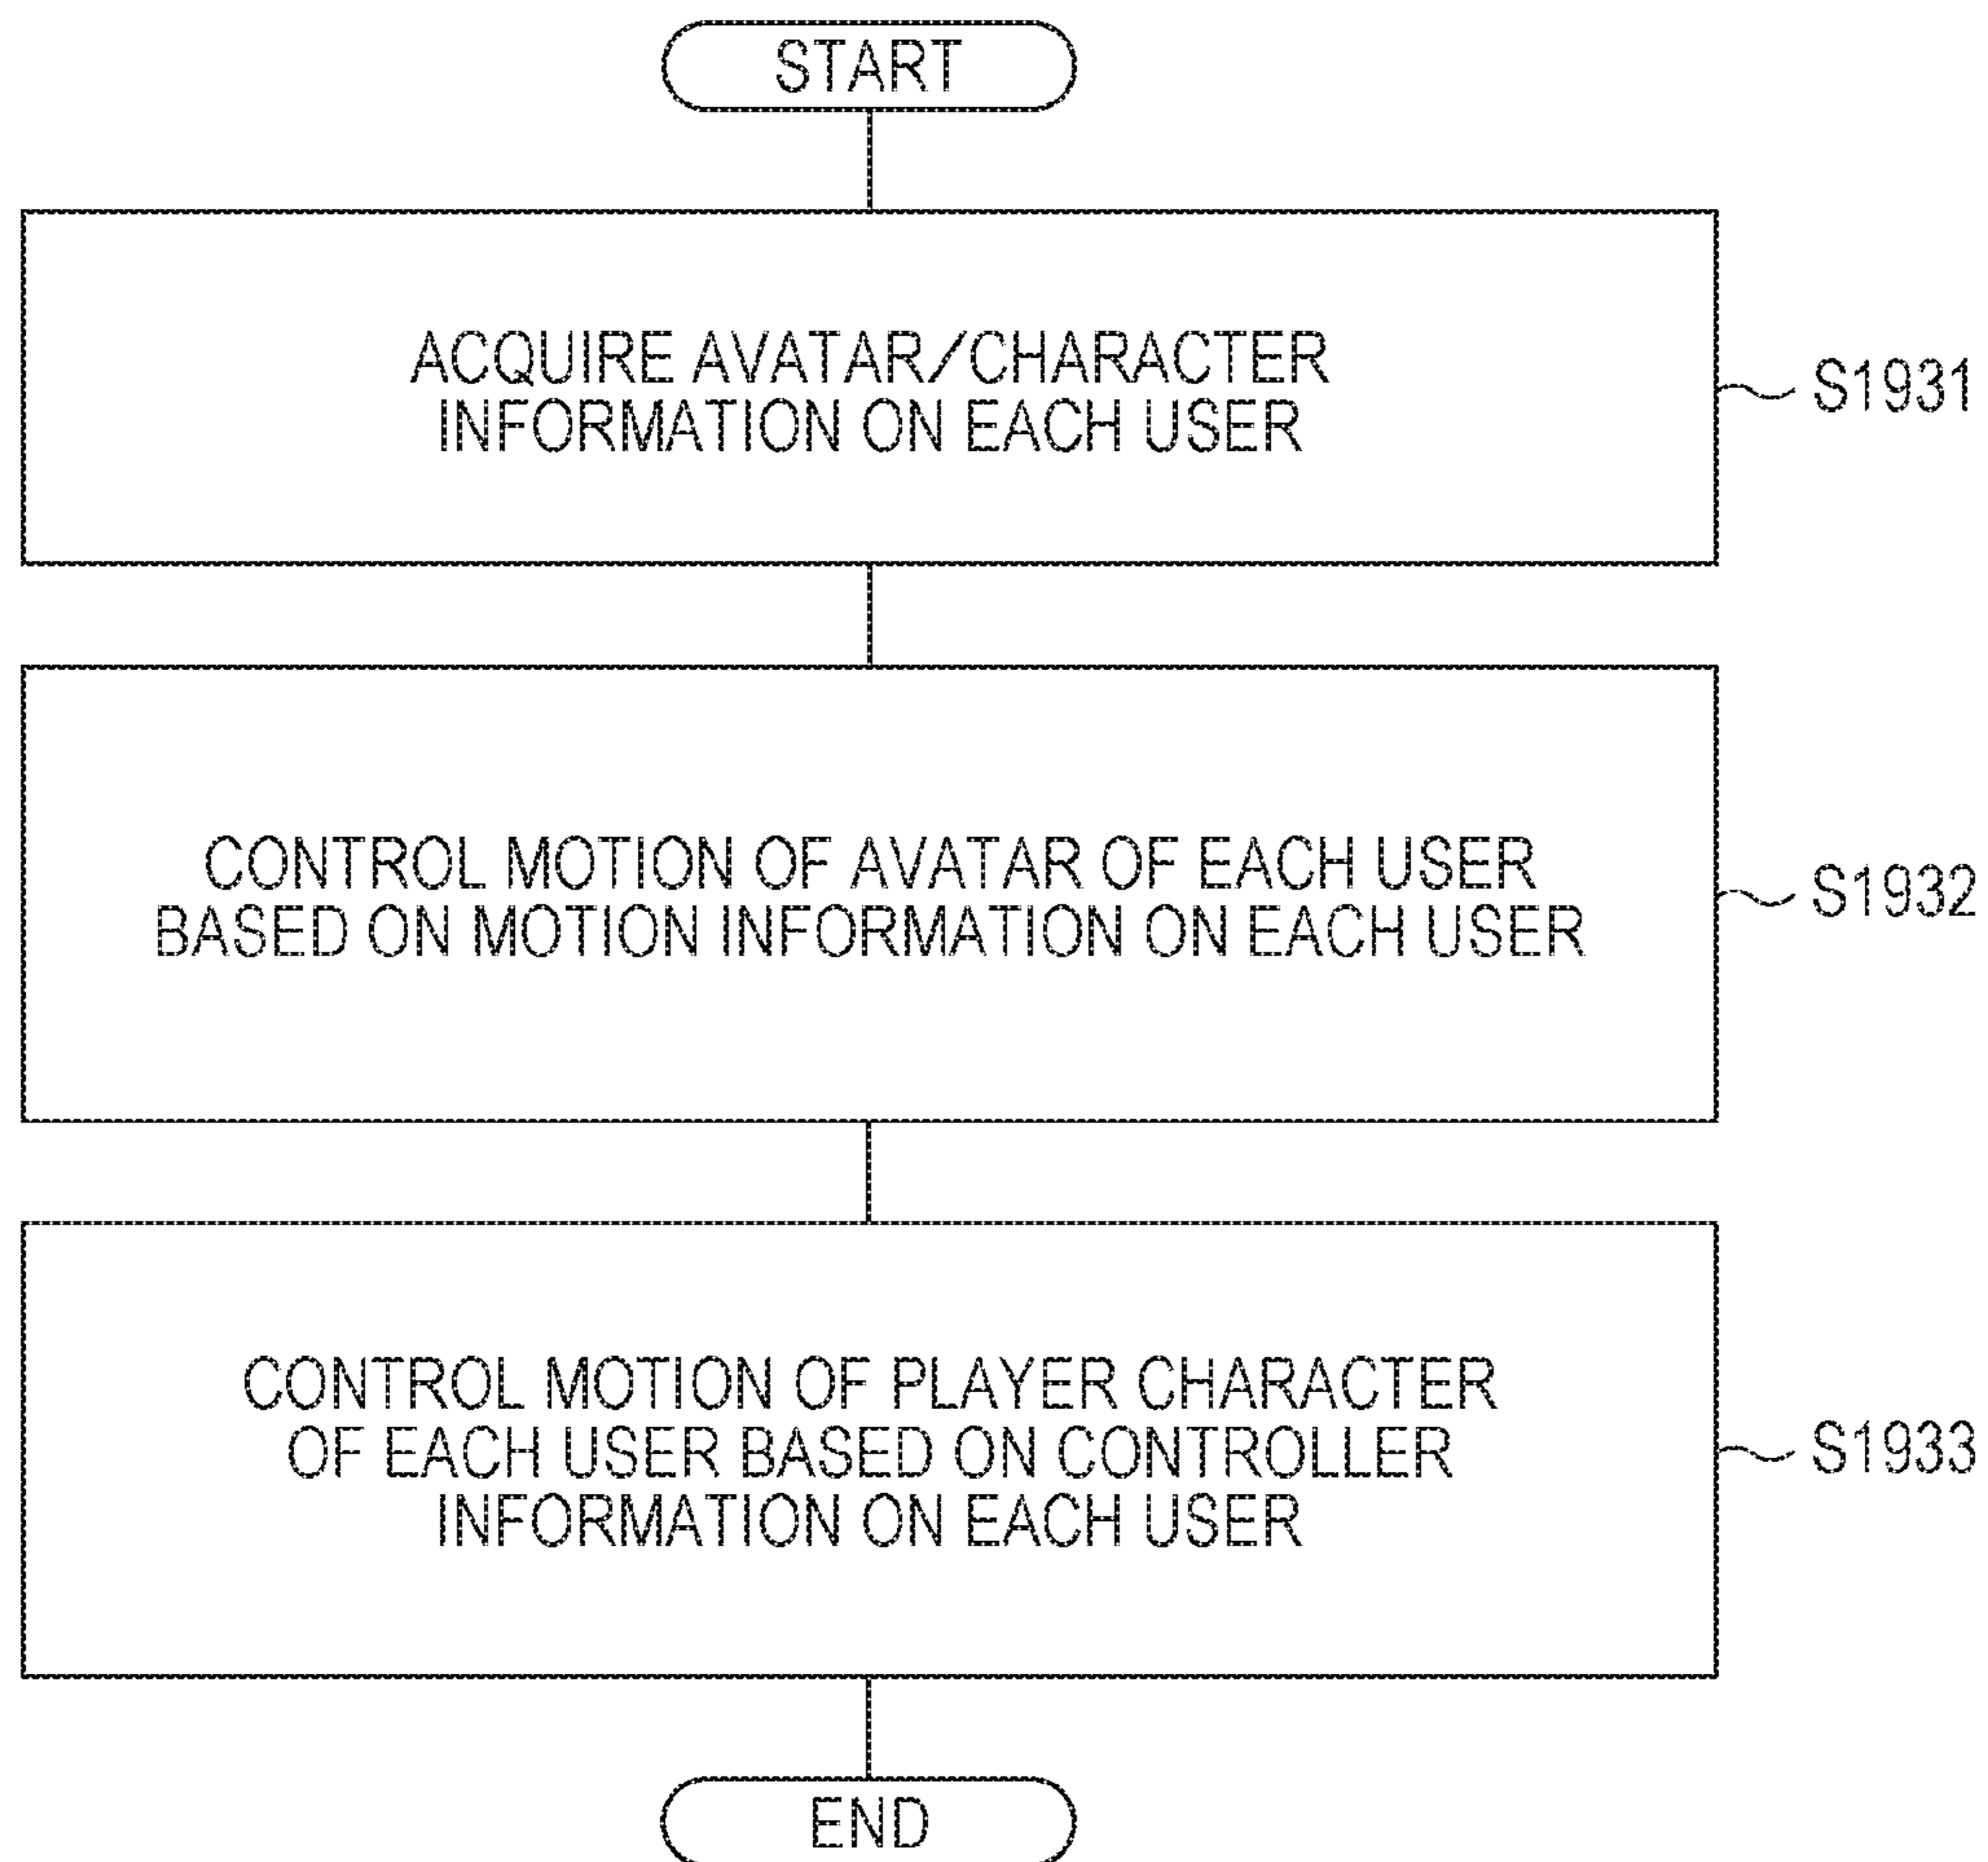 START
ACQUIRE AVATAR/CHARACTER
INFORMATION ON EACH USER
S1931
CONTROL MOTION OF AVATAR OF EACH USER
BASED ON MOTION INFORMATION ON EACH USER
S1932
CONTROL MOTION OF PLAYER CHARACTER
OF EACH USER BASED ON CONTROLLER
INFORMATION ON EACH USER
S1933
END